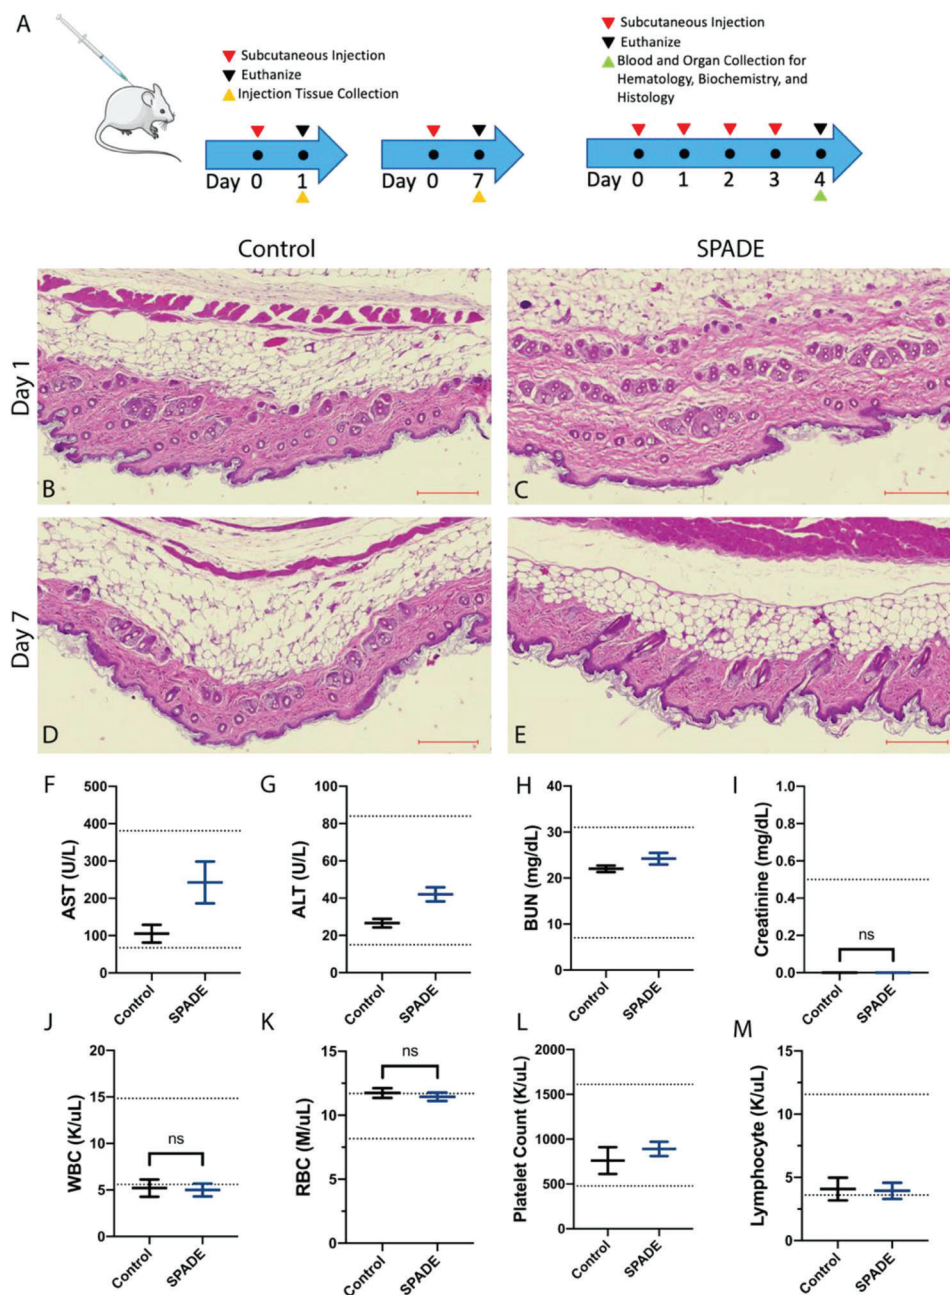 A
Subcutaneous Injection
Euthanize
Injection Tissue Collection
Subcutaneous Injection
Euthanize
Blood and Organ Collection for
Hematology, Biochemistry, and
Histology
Day 0 1
Day 0 7
Day 0 1 2 3 4
Control
SPADE
Day 1
B
C
Day 7
D
E
F
AST (U/L)
500
400
300
200
100
0
Control
SPADE
G
ALT (U/L)
100
80
60
40
20
0
Control
SPADE
H
BUN (mg/dL)
40
30
20
10
0
Control
SPADE
I
Creatinine (mg/dL)
1.0
0.8
0.6
0.4
0.2
0.0
ns
Control
SPADE
J
WBC (K/uL)
20
15
10
5
0
ns
Control
SPADE
K
RBC (M/uL)
15
10
5
0
ns
Control
SPADE
L
Platelet Count (K/uL)
2000
1500
1000
500
0
Control
SPADE
M
Lymphocyte (K/uL)
15
10
5
0
Control
SPADE